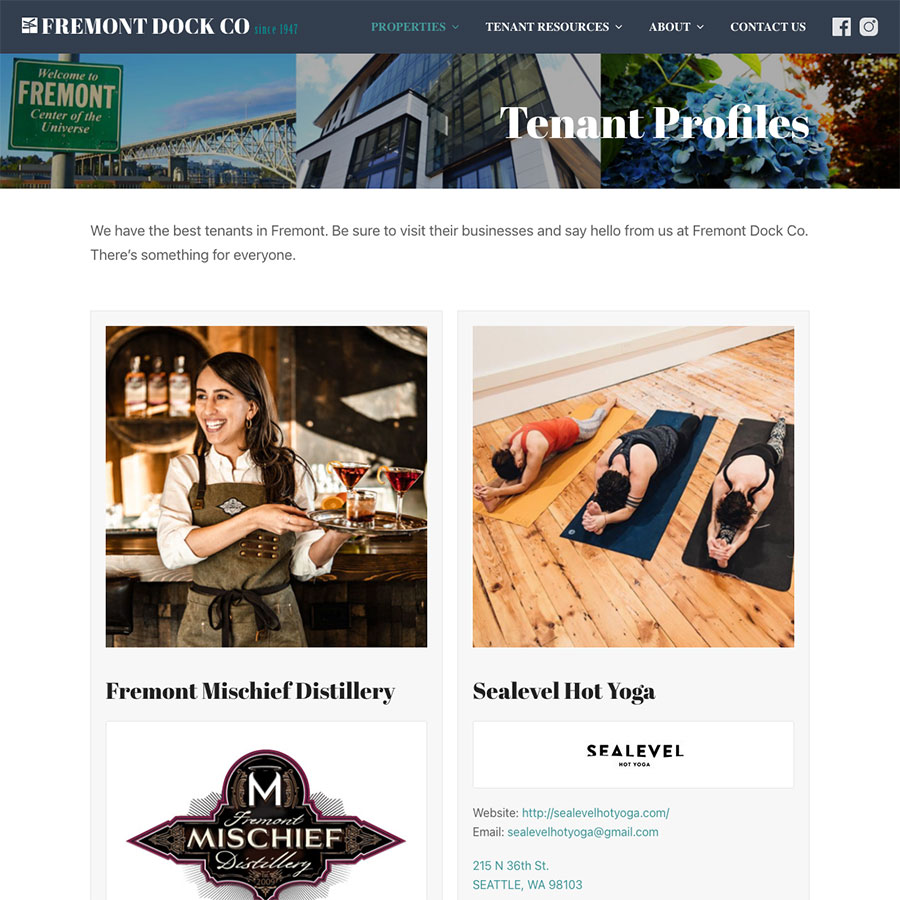 FREMONT DOCK CO since 1947
PROPERTIES
TENANT RESOURCES
ABOUT
CONTACT US
Welcome to
FREMONT
Center of the
Universe
Tenant Profiles
We have the best tenants in Fremont. Be sure to visit their businesses and say hello from us at Fremont Dock Co.
There’s something for everyone.
Fremont Mischief Distillery
M
Fremont
MISCHIEF
Distillery
EST. 2009
Sealevel Hot Yoga
SEALEVEL
HOT YOGA
Website: http://sealevelhotyoga.com/
Email: sealevelhotyoga@gmail.com
215 N 36th St.
SEATTLE, WA 98103